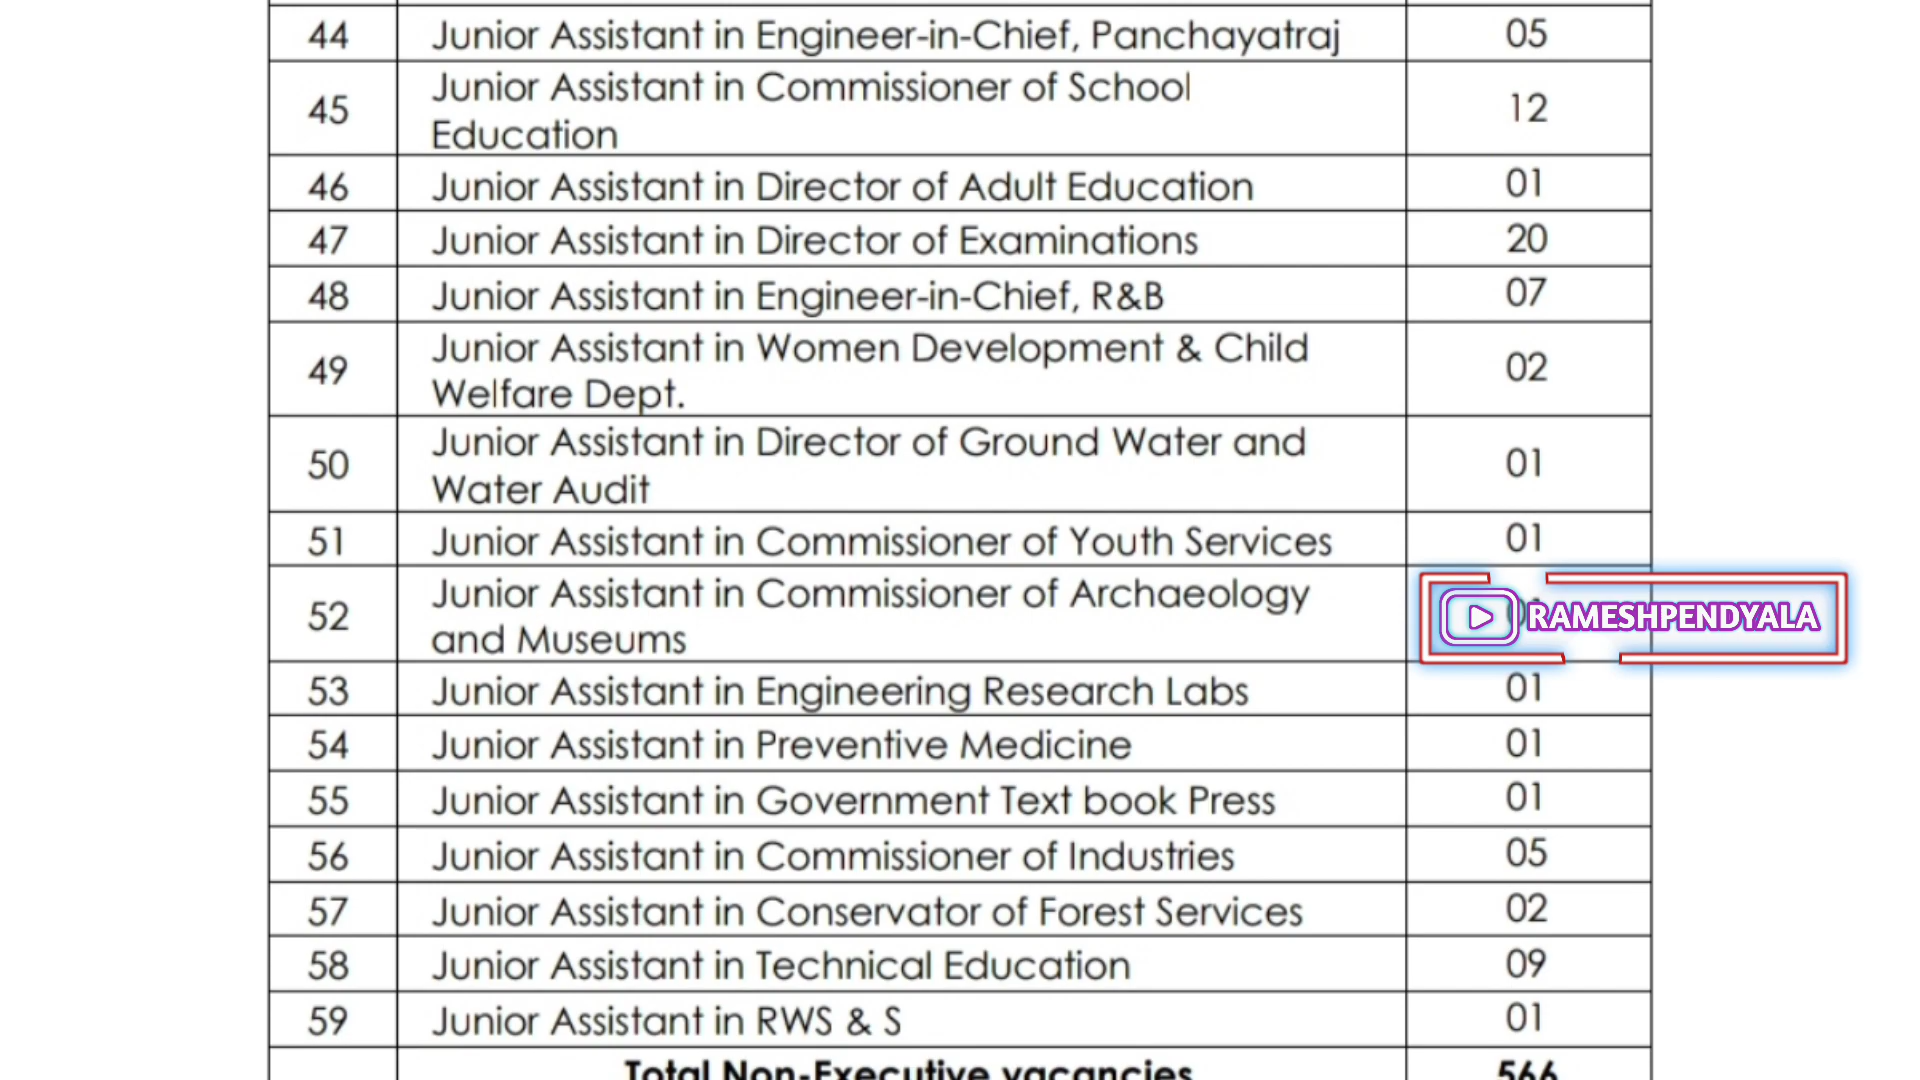 44 Junior Assistant in Engineer-in-Chief, Panchayatraj 05
45 Junior Assistant in Commissioner of School
Education 12
46 Junior Assistant in Director of Adult Education 01
47 Junior Assistant in Director of Examinations 20
48 Junior Assistant in Engineer-in-Chief, R&B 07
49 Junior Assistant in Women Development & Child
Welfare Dept. 02
50 Junior Assistant in Director of Ground Water and
Water Audit 01
51 Junior Assistant in Commissioner of Youth Services 01
52 Junior Assistant in Commissioner of Archaeology
and Museums
RAMESHPENDYALA
53 Junior Assistant in Engineering Research Labs 01
54 Junior Assistant in Preventive Medicine 01
55 Junior Assistant in Government Text book Press 01
56 Junior Assistant in Commissioner of Industries 05
57 Junior Assistant in Conservator of Forest Services 02
58 Junior Assistant in Technical Education 09
59 Junior Assistant in RWS & S 01
Total Non-Executive vacancies 566